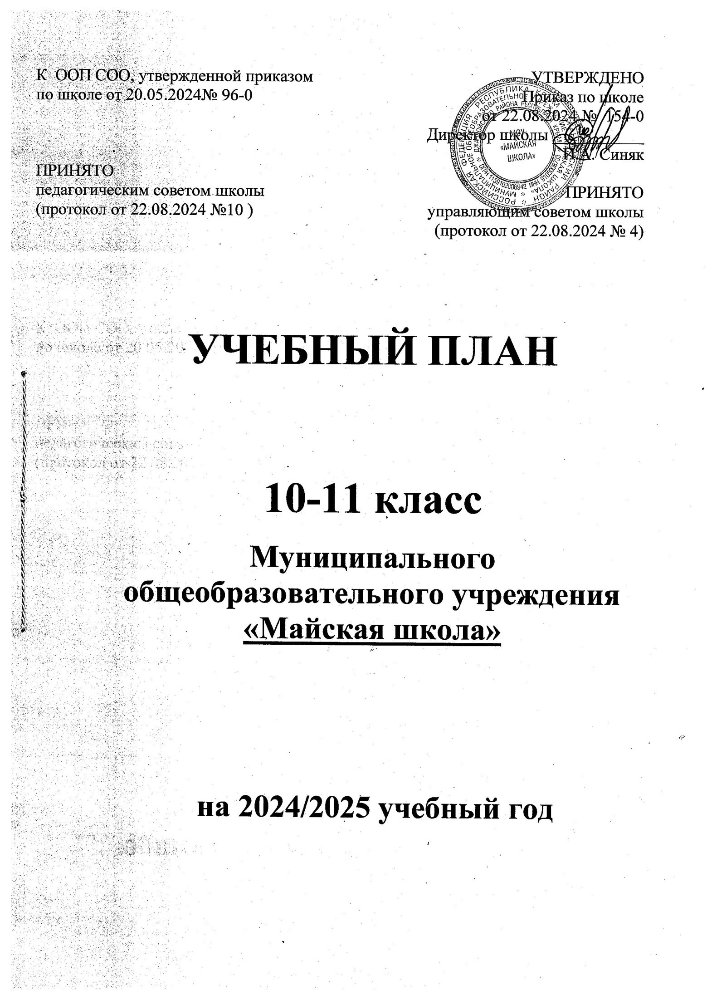 К ООП СОО, утвержденной приказом
по школе от 20.05.2024№ 96-0
ПРИНЯТО
педагогическим советом школы
(протокол от 22.08.2024 №10 )
УТВЕРЖДЕНО
Приказ по школе
от 22.08.2024 № 154-0
Директор школы
Синяк
ПРИНЯТО
управляющим советом школы
(протокол от 22.08.2024 № 4)
МОУ
«МАЙСКАЯ
ШКОЛА»
УЧЕБНЫЙ ПЛАН
10-11 класс
Муниципального
общеобразовательного учреждения
«Майская школа»
на 2024/2025 учебный год